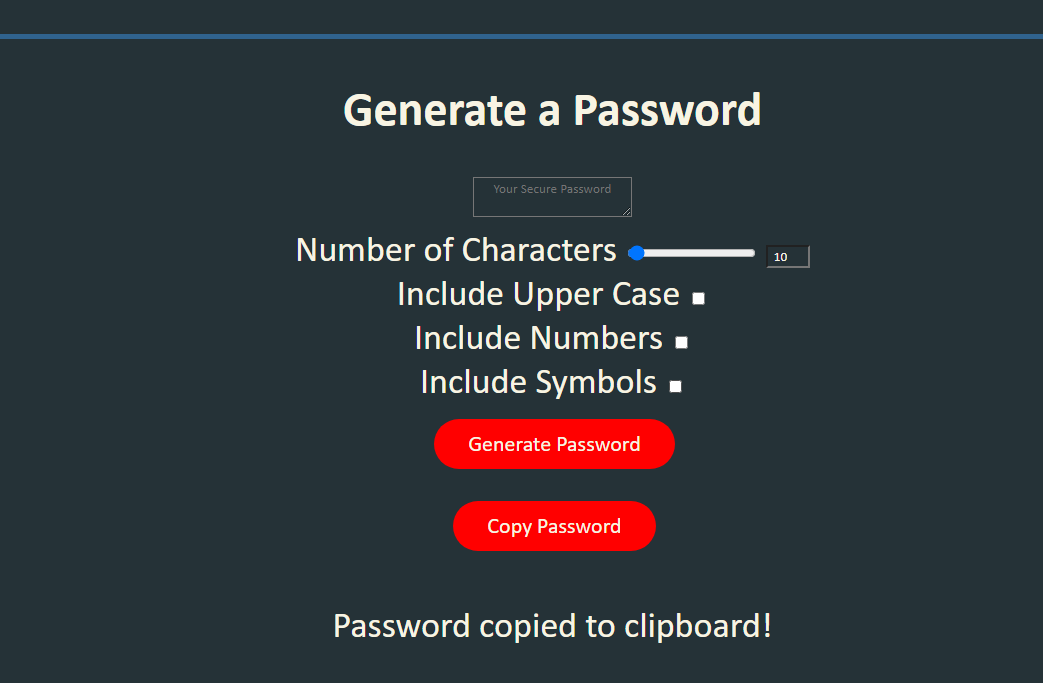 Generate a Password
Your Secure Password
Number of Characters 10
Include Upper Case
Include Numbers
Include Symbols
Generate Password
Copy Password
Password copied to clipboard!